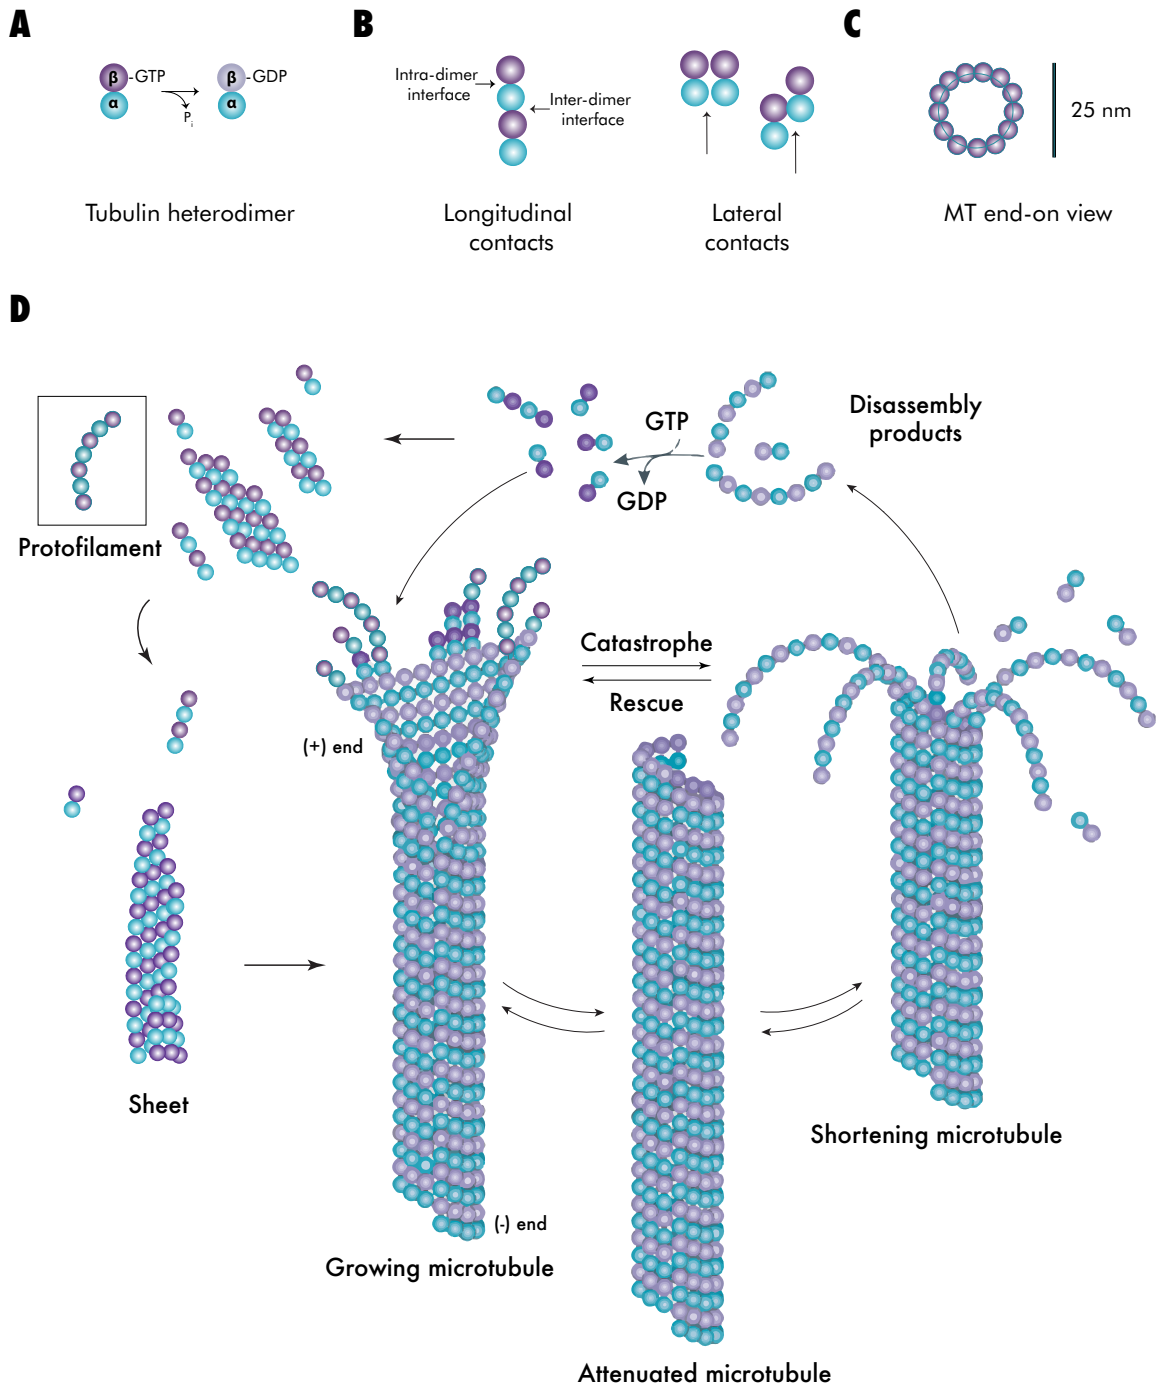 A
β-GTP
α
Pi
β-GDP
α
Tubulin heterodimer
B
Intra-dimer
interface
Inter-dimer
interface
Longitudinal
contacts
Lateral
contacts
C
25 nm
MT end-on view
D
Protofilament
GTP
GDP
Disassembly
products
Catastrophe
Rescue
(+) end
Sheet
(-) end
Growing microtubule
Shortening microtubule
Attenuated microtubule